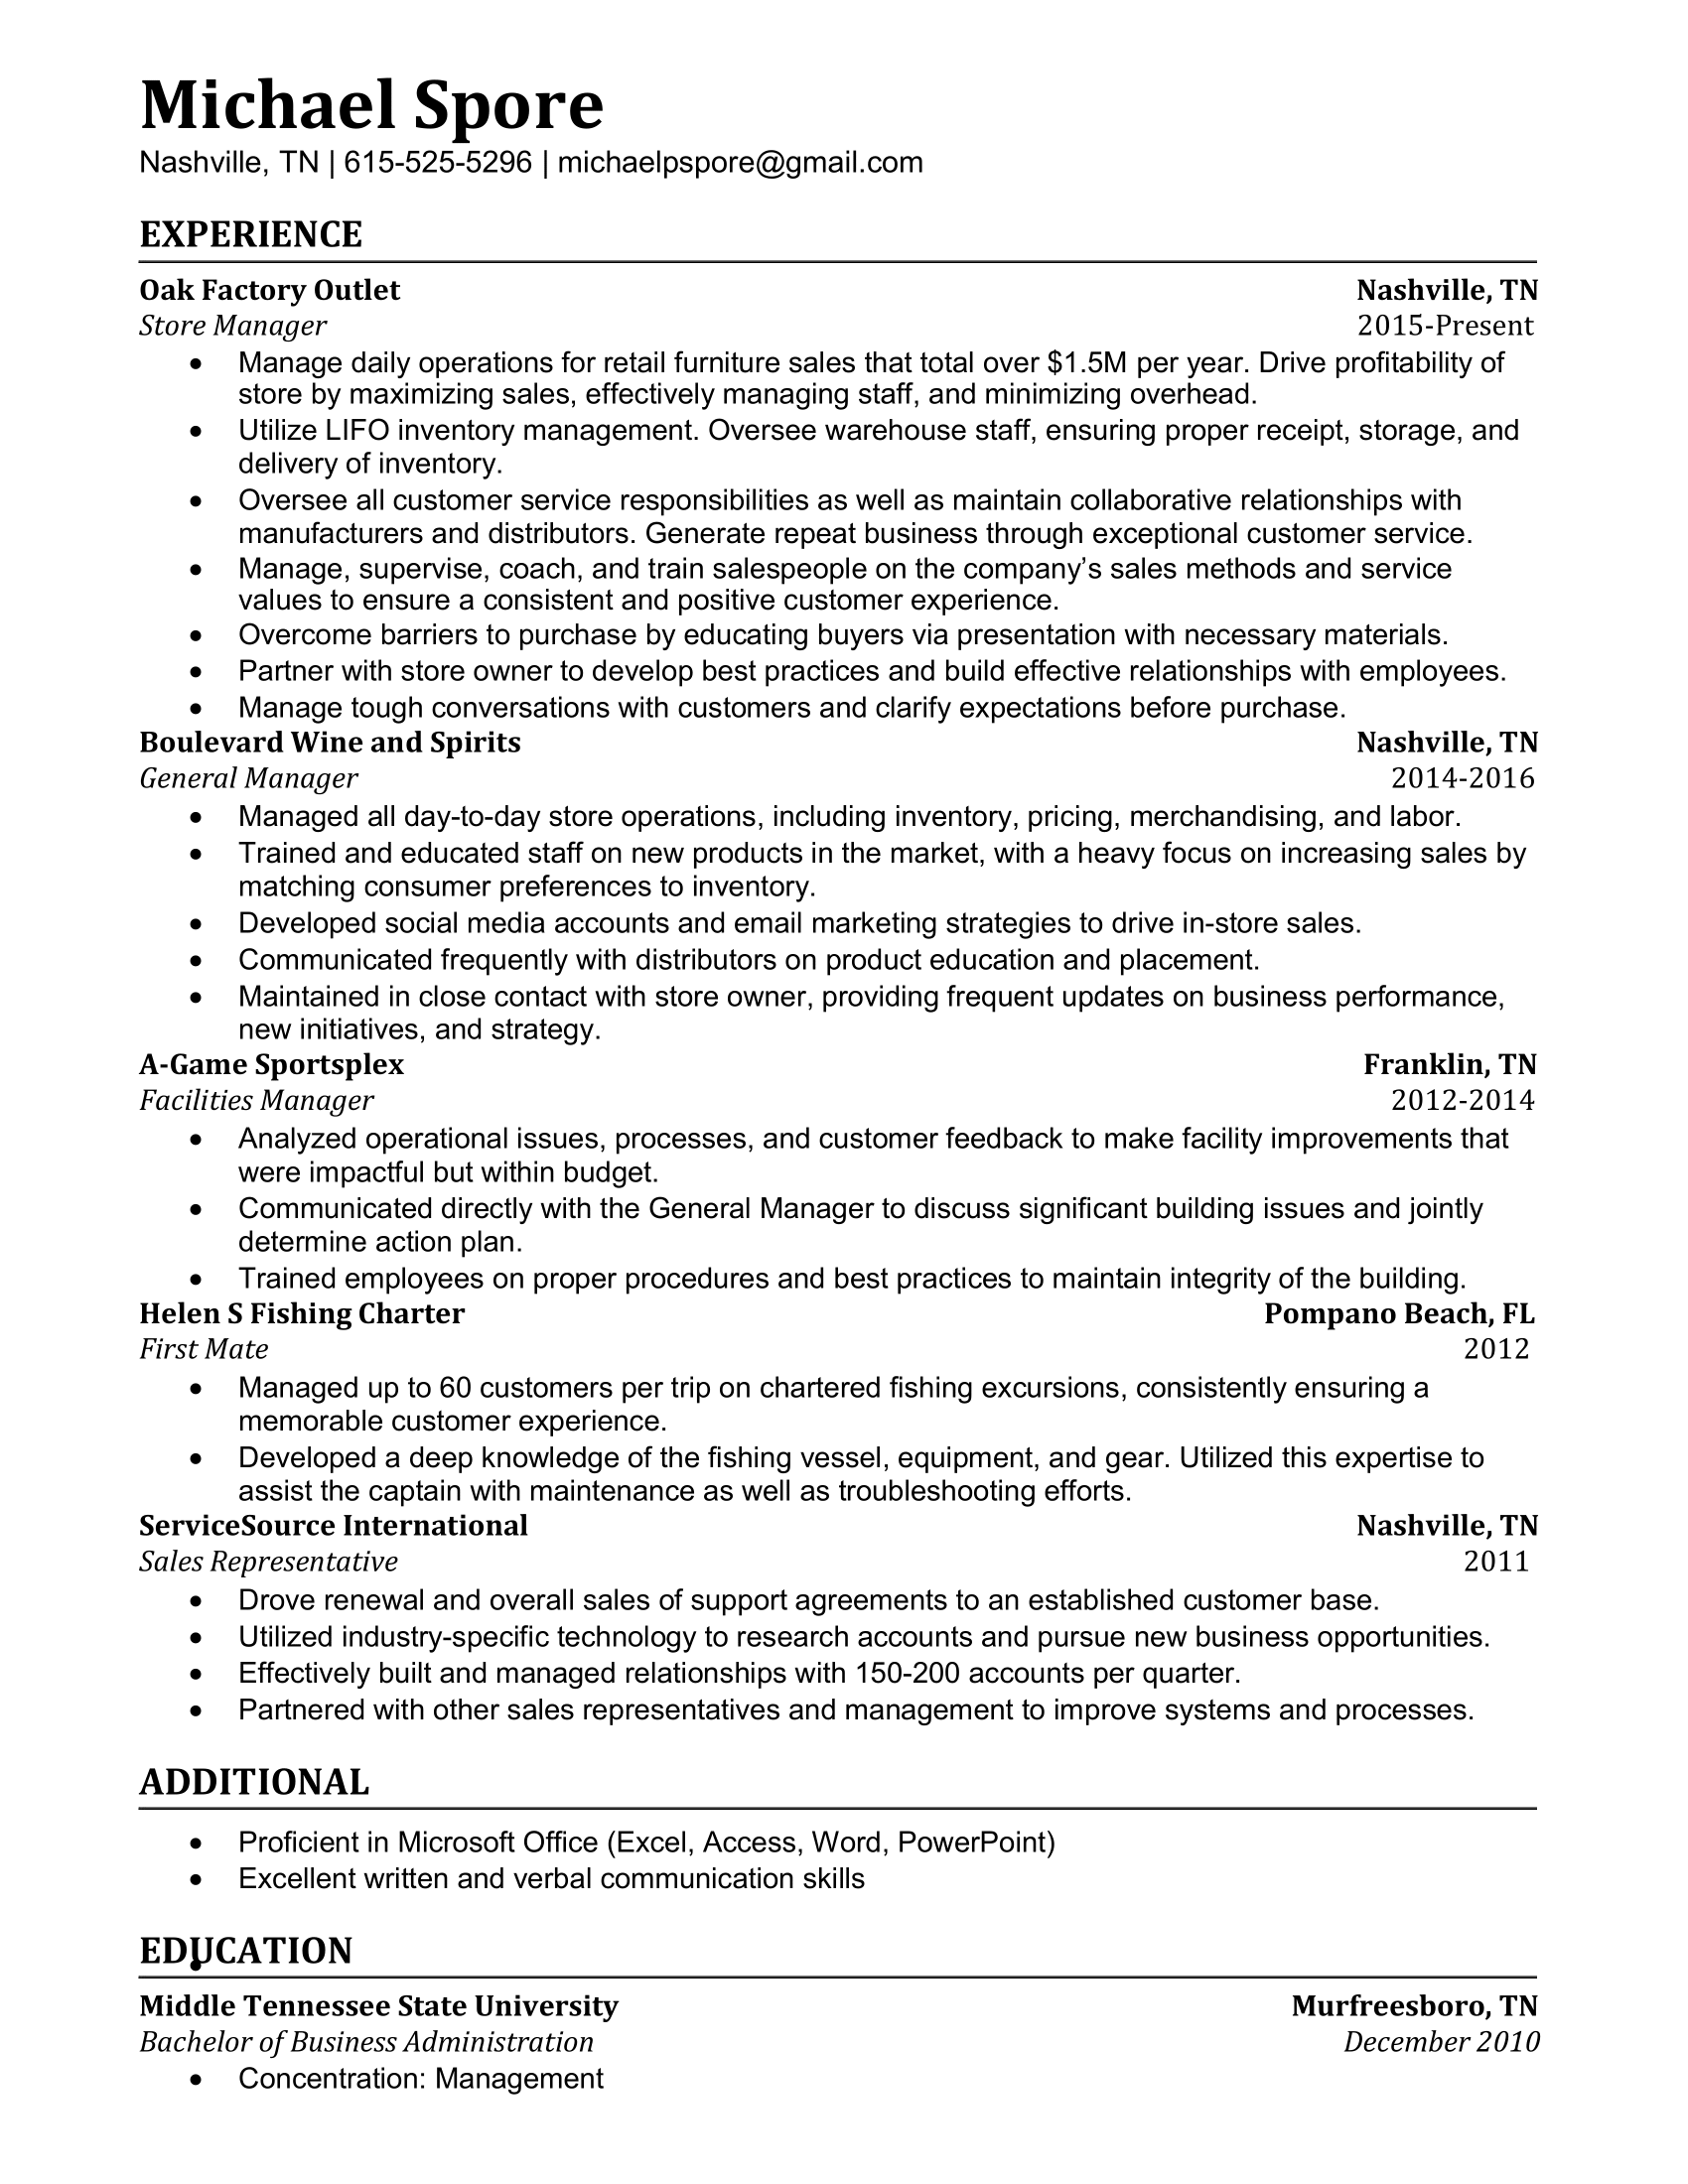 Michael Spore
Nashville, TN | 615-525-5296 | michaelpspore@gmail.com
EXPERIENCE
Oak Factory Outlet Nashville, TN
Store Manager 2015-Present
• Manage daily operations for retail furniture sales that total over $1.5M per year. Drive profitability of
store by maximizing sales, effectively managing staff, and minimizing overhead.
• Utilize LIFO inventory management. Oversee warehouse staff, ensuring proper receipt, storage, and
delivery of inventory.
• Oversee all customer service responsibilities as well as maintain collaborative relationships with
manufacturers and distributors. Generate repeat business through exceptional customer service.
• Manage, supervise, coach, and train salespeople on the company’s sales methods and service
values to ensure a consistent and positive customer experience.
• Overcome barriers to purchase by educating buyers via presentation with necessary materials.
• Partner with store owner to develop best practices and build effective relationships with employees.
• Manage tough conversations with customers and clarify expectations before purchase.
Boulevard Wine and Spirits Nashville, TN
General Manager 2014-2016
• Managed all day-to-day store operations, including inventory, pricing, merchandising, and labor.
• Trained and educated staff on new products in the market, with a heavy focus on increasing sales by
matching consumer preferences to inventory.
• Developed social media accounts and email marketing strategies to drive in-store sales.
• Communicated frequently with distributors on product education and placement.
• Maintained in close contact with store owner, providing frequent updates on business performance,
new initiatives, and strategy.
A-Game Sportsplex Franklin, TN
Facilities Manager 2012-2014
• Analyzed operational issues, processes, and customer feedback to make facility improvements that
were impactful but within budget.
• Communicated directly with the General Manager to discuss significant building issues and jointly
determine action plan.
• Trained employees on proper procedures and best practices to maintain integrity of the building.
Helen S Fishing Charter Pompano Beach, FL
First Mate 2012
• Managed up to 60 customers per trip on chartered fishing excursions, consistently ensuring a
memorable customer experience.
• Developed a deep knowledge of the fishing vessel, equipment, and gear. Utilized this expertise to
assist the captain with maintenance as well as troubleshooting efforts.
ServiceSource International Nashville, TN
Sales Representative 2011
• Drove renewal and overall sales of support agreements to an established customer base.
• Utilized industry-specific technology to research accounts and pursue new business opportunities.
• Effectively built and managed relationships with 150-200 accounts per quarter.
• Partnered with other sales representatives and management to improve systems and processes.
ADDITIONAL
• Proficient in Microsoft Office (Excel, Access, Word, PowerPoint)
• Excellent written and verbal communication skills
EDUCATION
Middle Tennessee State University Murfreesboro, TN
Bachelor of Business Administration December 2010
• Concentration: Management